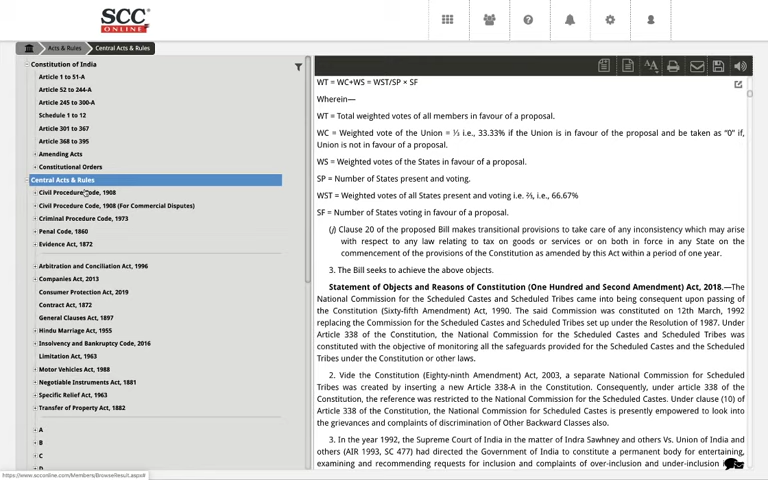 SCC
ONLINE
Acts & Rules
Central Acts & Rules
Constitution of India
Article 1 to 51-A
Article 52 to 244-A
Article 245 to 300-A
Schedule 1 to 12
Article 301 to 367
Article 368 to 395
Amending Acts
Constitutional Orders
Central Acts & Rules
Civil Procedure Code, 1908
Civil Procedure Code, 1908 (For Commercial Disputes)
Criminal Procedure Code, 1973
Penal Code, 1860
Evidence Act, 1872
Arbitration and Conciliation Act, 1996
Companies Act, 2013
Consumer Protection Act, 2019
Contract Act, 1872
General Clauses Act, 1897
Hindu Marriage Act, 1955
Insolvency and Bankruptcy Code, 2016
Limitation Act, 1963
Motor Vehicles Act, 1988
Negotiable Instruments Act, 1881
Specific Relief Act, 1963
Transfer of Property Act, 1882
A
B
C
D
https://www.scconline.com/Members/BrowseResult.aspx#
WT = WC+WS = WST/SP × SF
Wherein—
WT = Total weighted votes of all members in favour of a proposal.
WC = Weighted vote of the Union = ⅓ i.e., 33.33% if the Union is in favour of the proposal and be taken as “0” if,
Union is not in favour of a proposal.
WS = Weighted votes of the States in favour of a proposal.
SP = Number of States present and voting.
WST = Weighted votes of all States present and voting i.e. ⅔, i.e., 66.67%
SF = Number of States voting in favour of a proposal.
(j) Clause 20 of the proposed Bill makes transitional provisions to take care of any inconsistency which may arise
with respect to any law relating to tax on goods or services or on both in force in any State on the
commencement of the provisions of the Constitution as amended by this Act within a period of one year.
3. The Bill seeks to achieve the above objects.
Statement of Objects and Reasons of Constitution (One Hundred and Second Amendment) Act, 2018.—The
National Commission for the Scheduled Castes and Scheduled Tribes came into being consequent upon passing of
the Constitution (Sixty-fifth Amendment) Act, 1990. The said Commission was constituted on 12th March, 1992
replacing the Commission for the Scheduled Castes and Scheduled Tribes set up under the Resolution of 1987. Under
Article 338 of the Constitution, the National Commission for Scheduled Castes and Scheduled Tribes was
constituted with the objective of monitoring all the safeguards provided for the Scheduled Castes and the Scheduled
Tribes under the Constitution or other laws.
2. Vide the Constitution (Eighty-ninth Amendment) Act, 2003, a separate National Commission for Scheduled
Tribes was created by inserting a new Article 338-A in the Constitution. Consequently, under article 338 of the
Constitution, the reference was restricted to the National Commission for the Scheduled Castes. Under clause (10) of
Article 338 of the Constitution, the National Commission for Scheduled Castes is presently empowered to look into
the grievances and complaints of discrimination of Other Backward Classes also.
3. In the year 1992, the Supreme Court of India in the matter of Indra Sawhney and others Vs. Union of India and
others (AIR 1993, SC 477) had directed the Government of India to constitute a permanent body for entertaining,
examining and recommending requests for inclusion and complaints of over-inclusion and under-inclusion